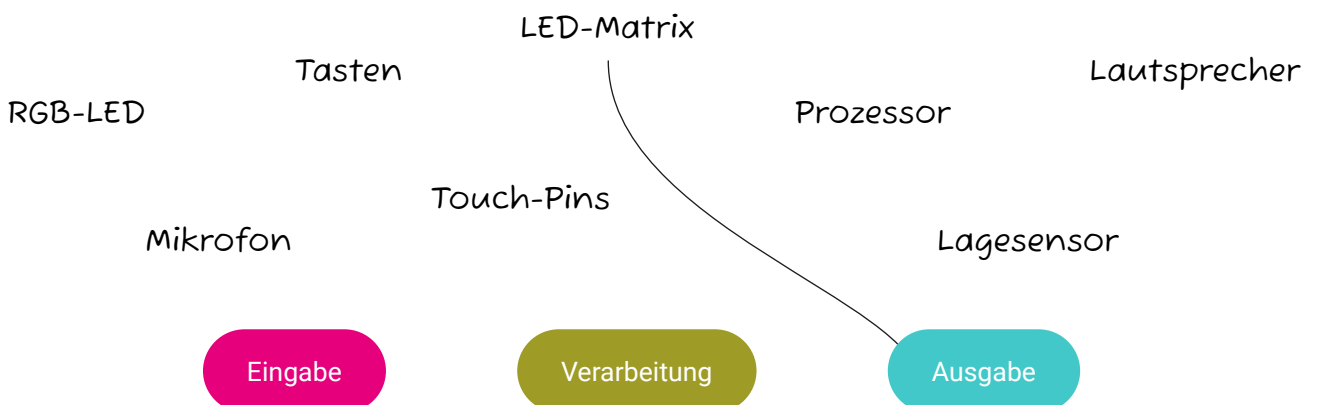 LED-Matrix
Tasten
Lautsprecher
RGB-LED
Prozessor
Touch-Pins
Mikrofon
Lagesensor
Eingabe
Verarbeitung
Ausgabe